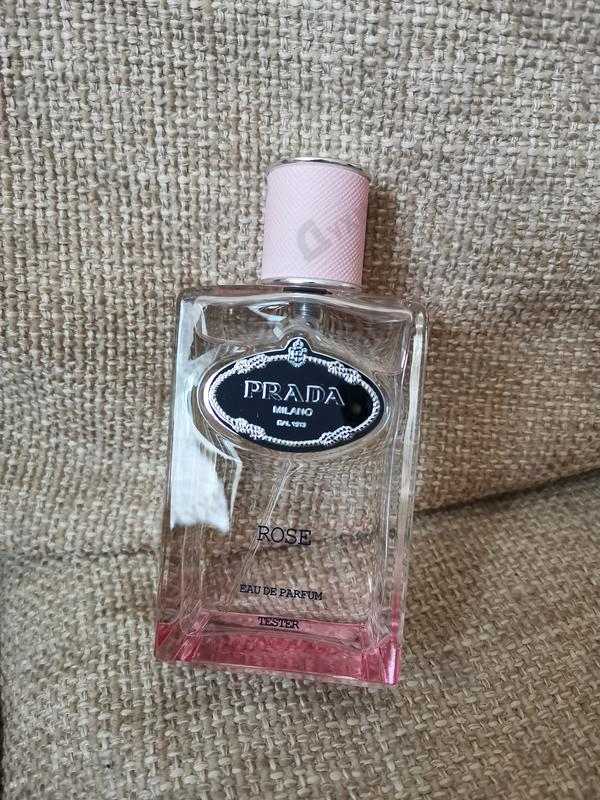 PRADA
MILANO
DAL 1913
ROSE
EAU DE PARFUM
TESTER